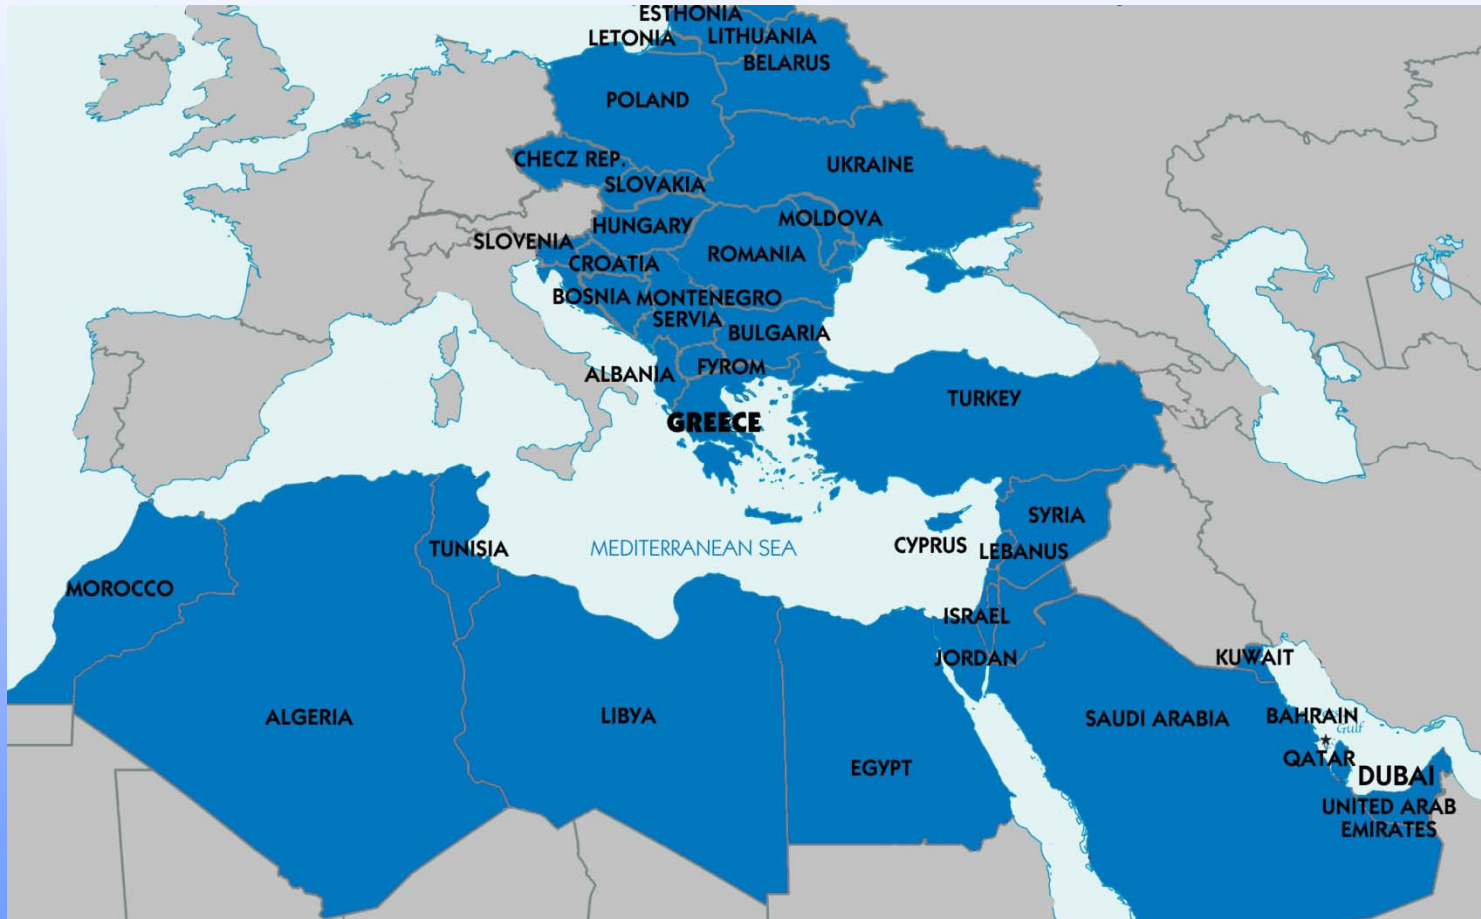 ESTHONIA
LETONIA
LITHUANIA
BELARUS
POLAND
CHECZ REP.
UKRAINE
SLOVAKIA
MOLDOVA
HUNGARY
SLOVENIA
ROMANIA
CROATIA
BOSNIA
MONTENEGRO
SERVIA
BULGARIA
FYROM
ALBANIA
TURKEY
GREECE
SYRIA
CYPRUS
TUNISIA
MEDITERRANEAN SEA
LEBANUS
MOROCCO
ISRAEL
JORDAN
KUWAIT
ALGERIA
LIBYA
SAUDI ARABIA
BAHRAIN
Gulf
QATAR
EGYPT
DUBAI
UNITED ARAB
EMIRATES